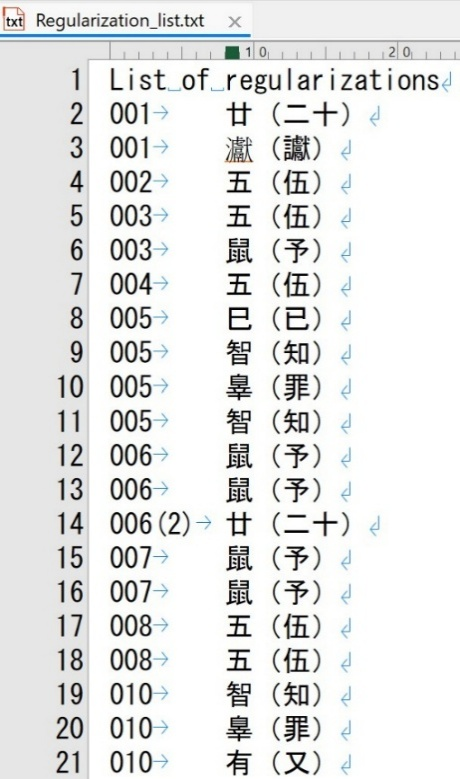 Regularization_list.txt
10 20
1 List of regularizations
2 001 廿（二十）
3 001 瀗（讞）
4 002 五（伍）
5 003 五（伍）
6 003 鼠（予）
7 004 五（伍）
8 005 巳（已）
9 005 智（知）
10 005 辠（罪）
11 005 智（知）
12 006 鼠（予）
13 006 鼠（予）
14 006(2) 廿（二十）
15 007 鼠（予）
16 007 鼠（予）
17 008 五（伍）
18 008 五（伍）
19 010 智（知）
20 010 辠（罪）
21 010 有（又）